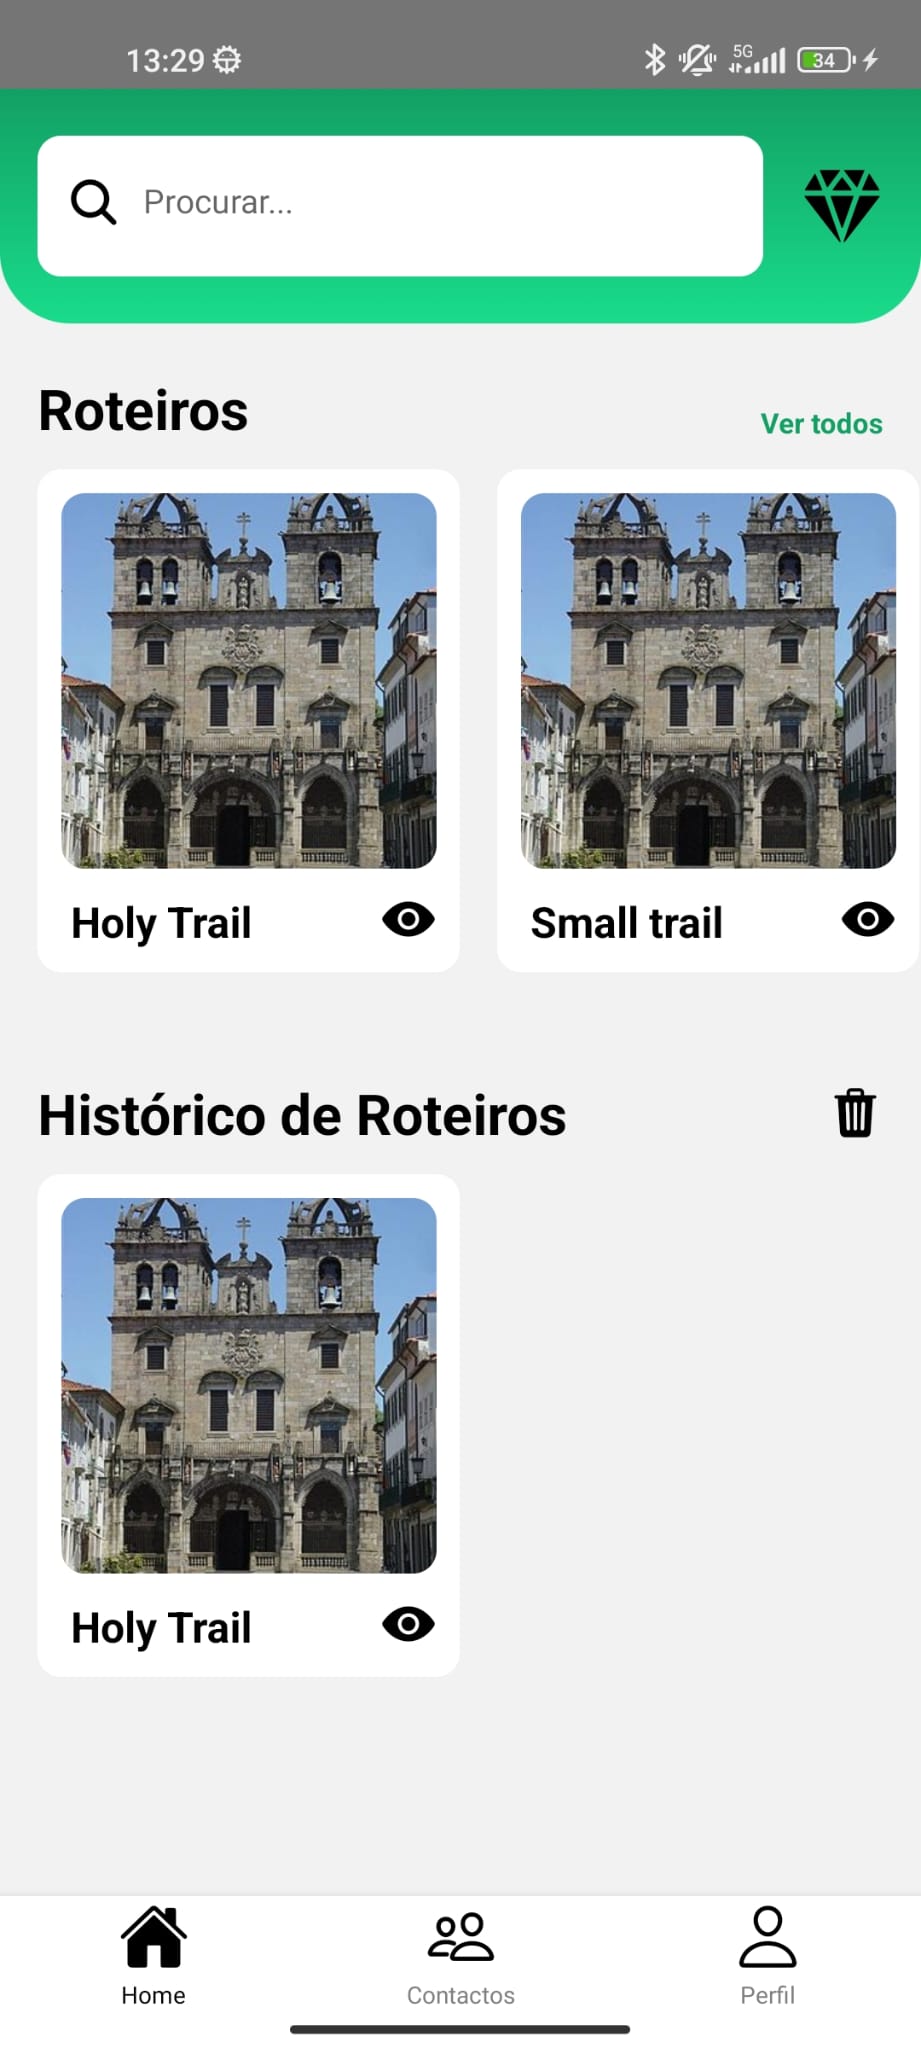 13:29
5G
34
Procurar...
Roteiros
Ver todos
Holy Trail
Small trail
Histórico de Roteiros
Holy Trail
Home
Contactos
Perfil